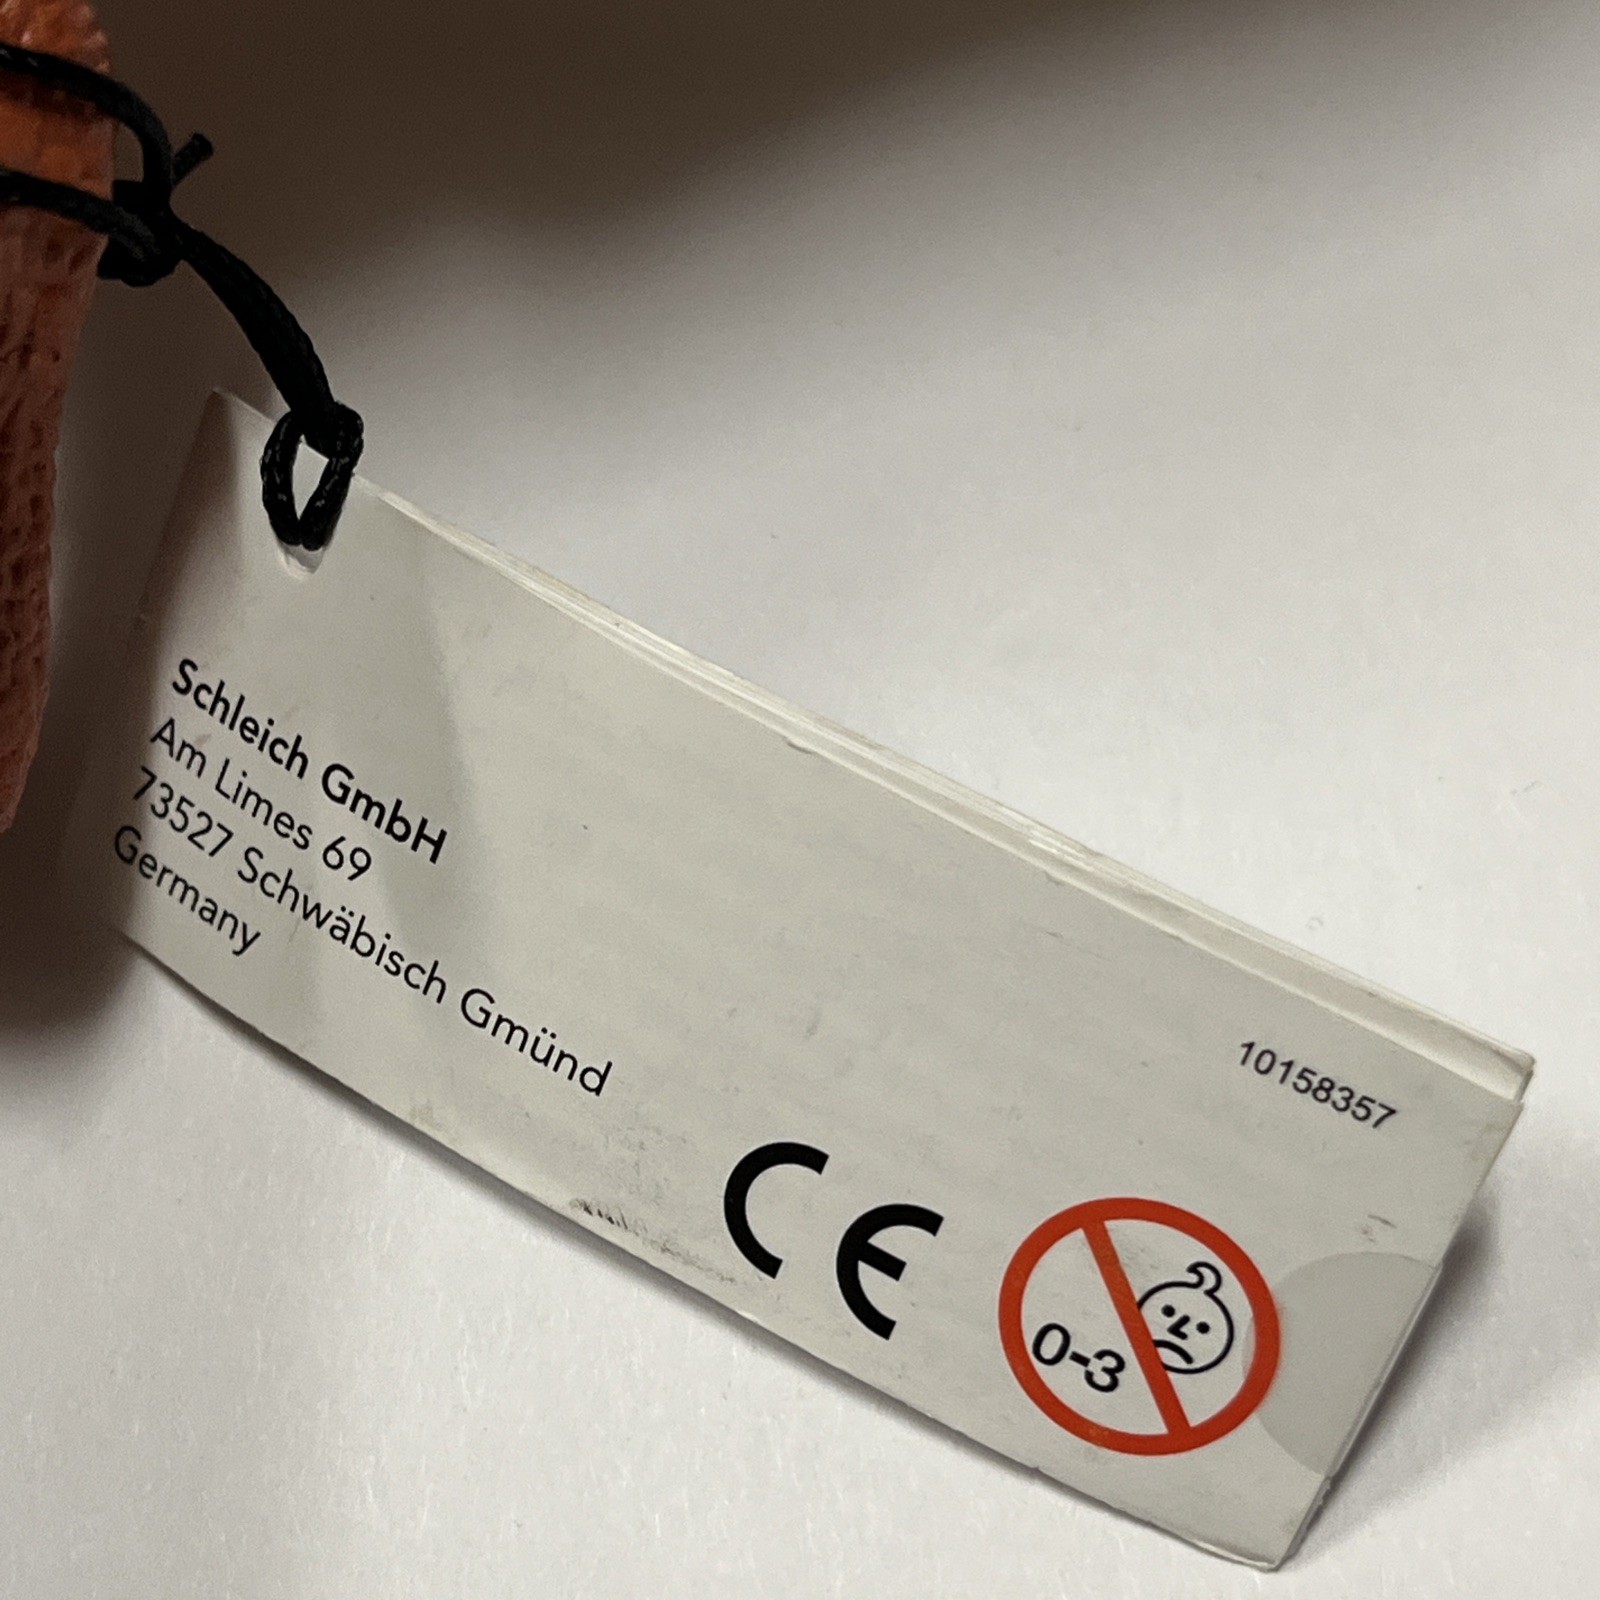 Schleich GmbH
Am Limes 69
73527 Schwäbisch Gmünd
Germany
10158357
CE
0-3